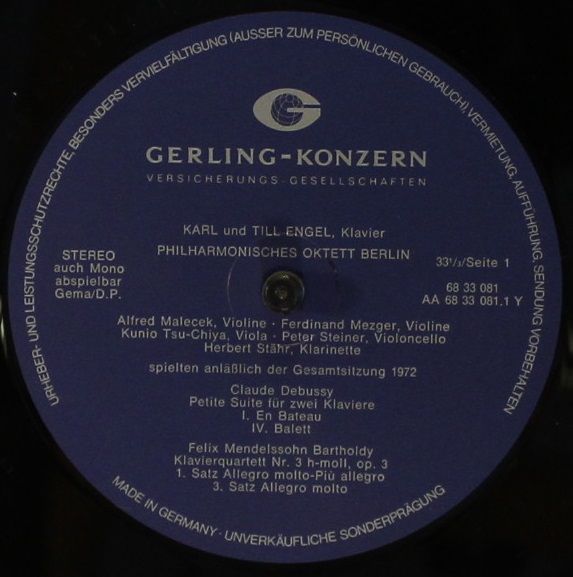 URHEBER- UND LEISTUNGSSCHUTZRECHTE, BESONDERS VERVIELFÄLTIGUNG (AUSSER ZUM PERSÖNLICHEN GEBRAUCH), VERMIETUNG, AUFFÜHRUNG, SENDUNG VORBEHALTEN
G
GERLING-KONZERN
VERSICHERUNGS-GESELLSCHAFTEN
KARL und TILL ENGEL, Klavier
PHILHARMONISCHES OKTETT BERLIN
STEREO
auch Mono
abspielbar
Gema/D.P.
33 1/3/Seite 1
68 33 081
AA 68 33 081.1 Y
Alfred Malecek, Violine · Ferdinand Mezger, Violine
Kunio Tsu-Chiya, Viola · Peter Steiner, Violoncello
Herbert Stähr, Klarinette
spielten anläßlich der Gesamtsitzung 1972
Claude Debussy
Petite Suite für zwei Klaviere
I. En Bateau
IV. Balett
Felix Mendelssohn Bartholdy
Klavierquartett Nr. 3 h-moll, op. 3
1. Satz Allegro molto-Più allegro
3. Satz Allegro molto
MADE IN GERMANY · UNVERKÄUFLICHE SONDERPRÄGUNG